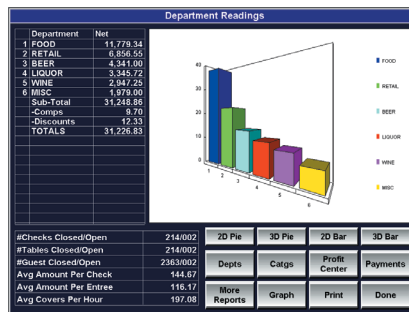 Department Readings
Department Net
1 FOOD 11,779.34
2 RETAIL 6,856.55
3 BEER 4,341.00
4 LIQUOR 3,345.72
5 WINE 2,947.25
6 MISC 1,979.00
Sub-Total 31,248.86
-Comps 9.70
-Discounts 12.33
TOTALS 31,226.83
40
30
20
10
0
1 2 3 4 5 6
FOOD
RETAIL
BEER
LIQUOR
WINE
MISC
#Checks Closed/Open 214/002
#Tables Closed/Open 214/002
#Guest Closed/Open 2363/002
Avg Amount Per Check 144.67
Avg Amount Per Entree 116.17
Avg Covers Per Hour 197.08
2D Pie 3D Pie 2D Bar 3D Bar
Depts Catgs Profit Center Payments
More Reports Graph Print Done